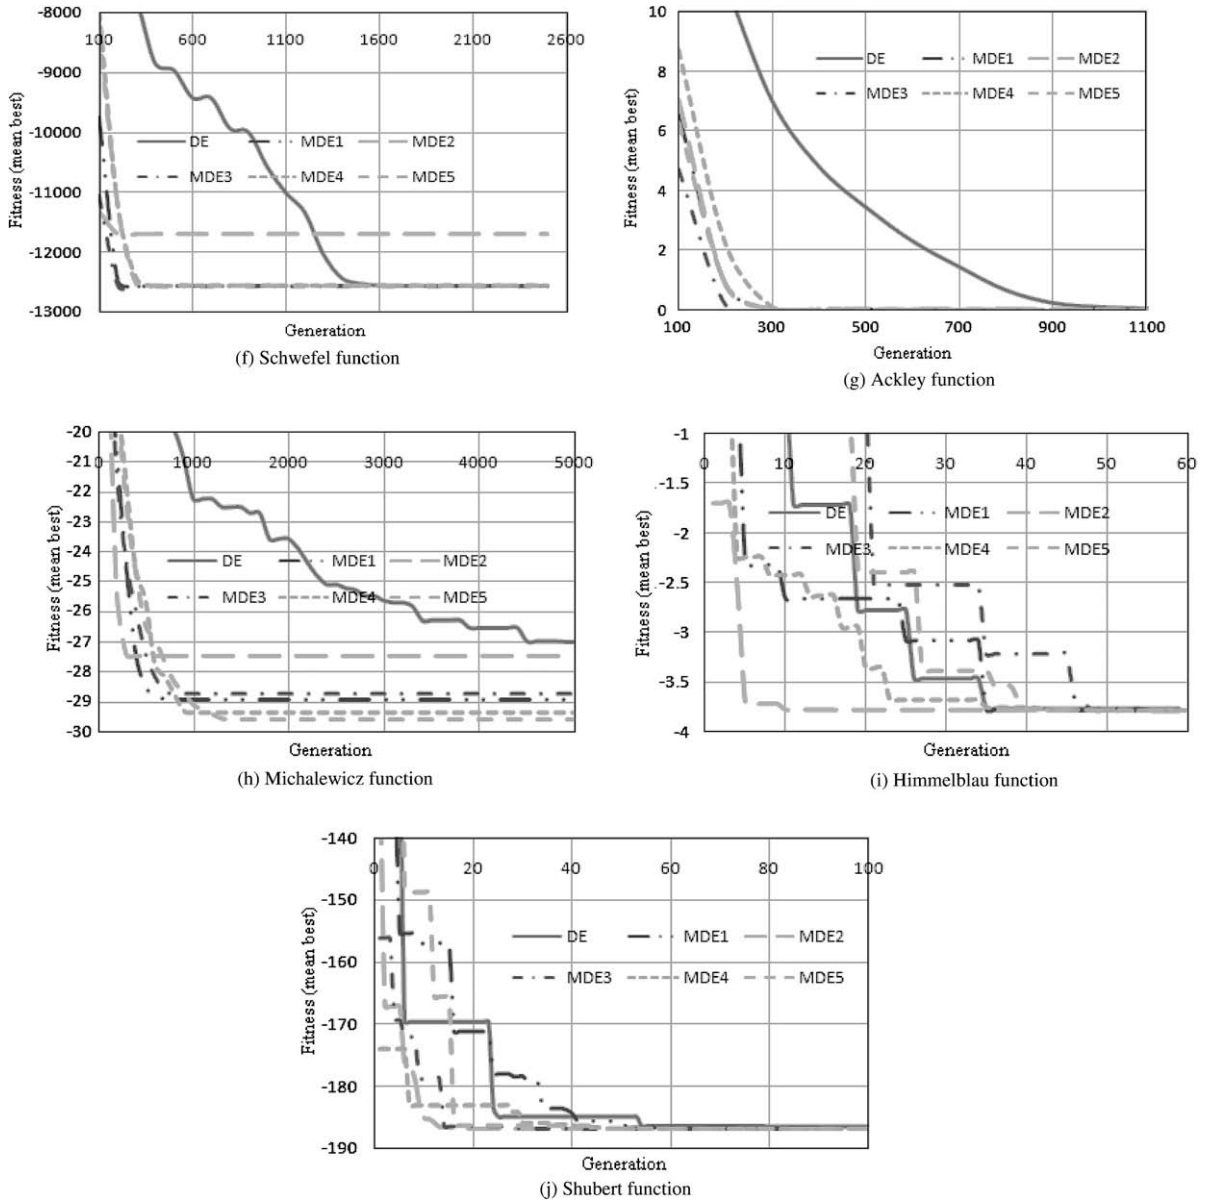 -8000
100 600 1100 1600 2100 2600
-9000
-10000
-11000
-12000
-13000
Fitness (mean best)
DE MDE1 MDE2
MDE3 MDE4 MDE5
Generation
(f) Schwefel function
10
8
6
4
2
0
Fitness (mean best)
DE MDE1 MDE2
MDE3 MDE4 MDE5
100 300 500 700 900 1100
Generation
(g) Ackley function
-20
-21
0 1000 2000 3000 4000 5000
-22
-23
-24
-25
-26
-27
-28
-29
-30
Fitness (mean best)
DE MDE1 MDE2
MDE3 MDE4 MDE5
Generation
(h) Michalewicz function
-1
0 10 20 30 40 50 60
-1.5
-2
-2.5
-3
-3.5
-4
Fitness (mean best)
DE MDE1 MDE2
MDE3 MDE4 MDE5
Generation
(i) Himmelblau function
-140
0 20 40 60 80 100
-150
-160
-170
-180
-190
Fitness (mean best)
DE MDE1 MDE2
MDE3 MDE4 MDE5
Generation
(j) Shubert function